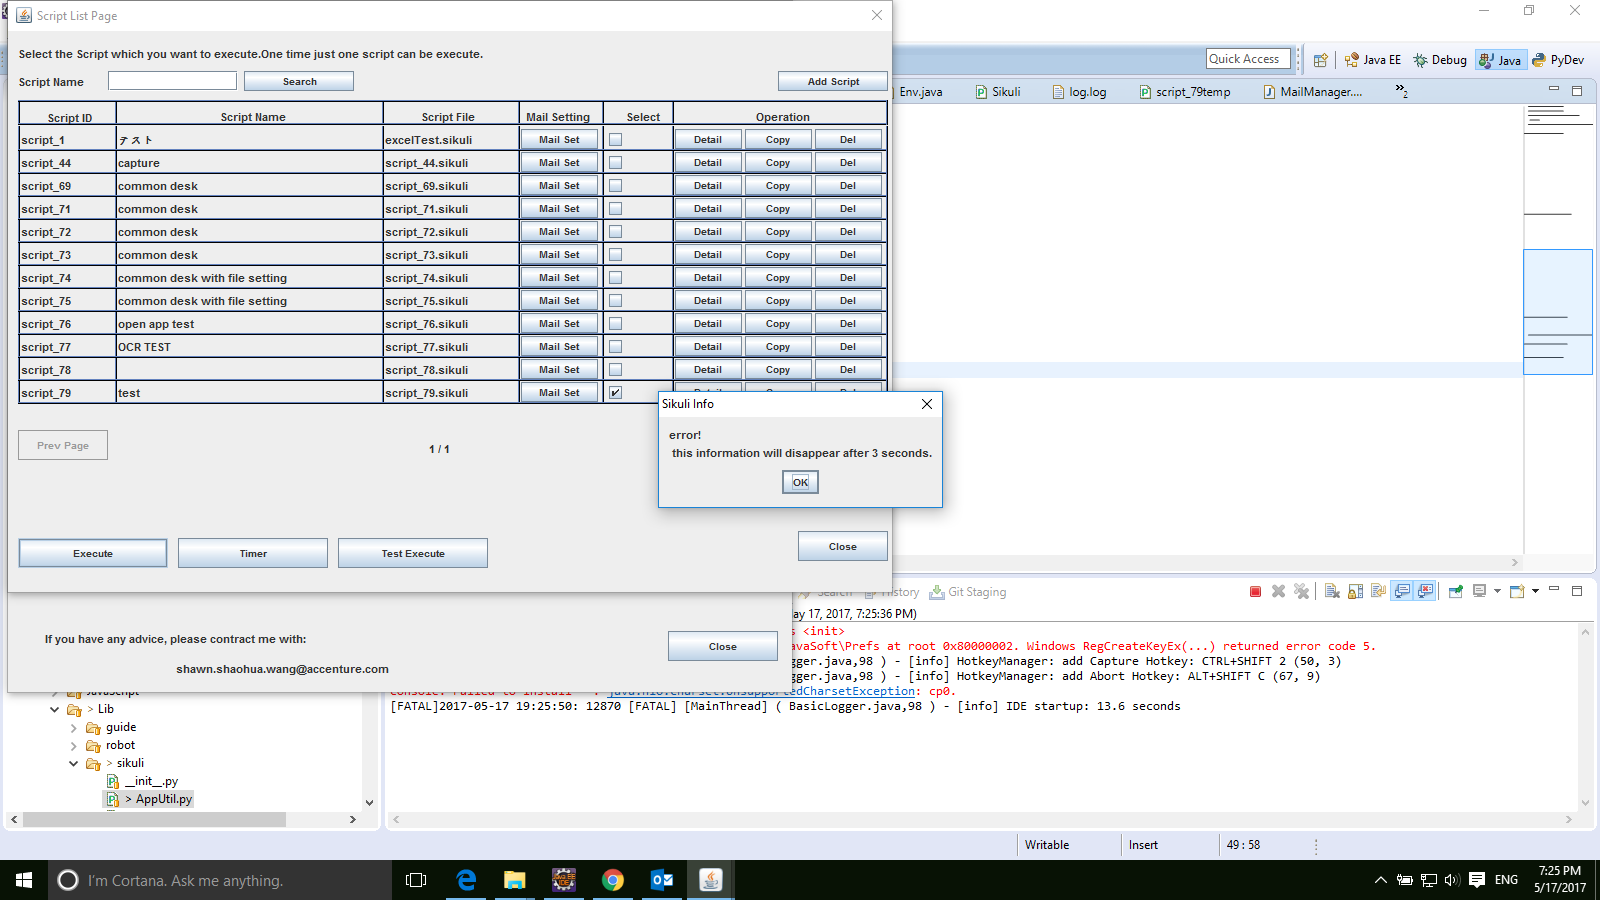 Script List Page
Select the Script which you want to execute.One time just one script can be execute.
Script Name Search Add Script
Script ID Script Name Script File Mail Setting Select Operation
script_1 テスト excelTest.sikuli Mail Set Detail Copy Del
script_44 capture script_44.sikuli Mail Set Detail Copy Del
script_69 common desk script_69.sikuli Mail Set Detail Copy Del
script_71 common desk script_71.sikuli Mail Set Detail Copy Del
script_72 common desk script_72.sikuli Mail Set Detail Copy Del
script_73 common desk script_73.sikuli Mail Set Detail Copy Del
script_74 common desk with file setting script_74.sikuli Mail Set Detail Copy Del
script_75 common desk with file setting script_75.sikuli Mail Set Detail Copy Del
script_76 open app test script_76.sikuli Mail Set Detail Copy Del
script_77 OCR TEST script_77.sikuli Mail Set Detail Copy Del
script_78 script_78.sikuli Mail Set Detail Copy Del
script_79 test script_79.sikuli Mail Set
Prev Page 1 / 1
Execute Timer Test Execute Close
Sikuli Info
error!
this information will disappear after 3 seconds.
OK
If you have any advice, please contract me with:
shawn.shaohua.wang@accenture.com
Close
Quick Access Java EE Debug Java PyDev
Env.java Sikuli log.log script_79temp MailManager.... 2
Search History Git Staging
ay 17, 2017, 7:25:36 PM)
s <init>
avaSoft\Prefs at root 0x80000002. Windows RegCreateKeyEx(...) returned error code 5.
gger.java,98 ) - [info] HotkeyManager: add Capture Hotkey: CTRL+SHIFT 2 (50, 3)
gger.java,98 ) - [info] HotkeyManager: add Abort Hotkey: ALT+SHIFT C (67, 9)
Console: Failed to install '': java.nio.charset.UnsupportedCharsetException: cp0.
[FATAL]2017-05-17 19:25:50: 12870 [FATAL] [MainThread] ( BasicLogger.java,98 ) - [info] IDE startup: 13.6 seconds
JavaScript
> Lib
guide
robot
> sikuli
__init__.py
> AppUtil.py
Writable Insert 49 : 58
I'm Cortana. Ask me anything.
ENG 7:25 PM
5/17/2017